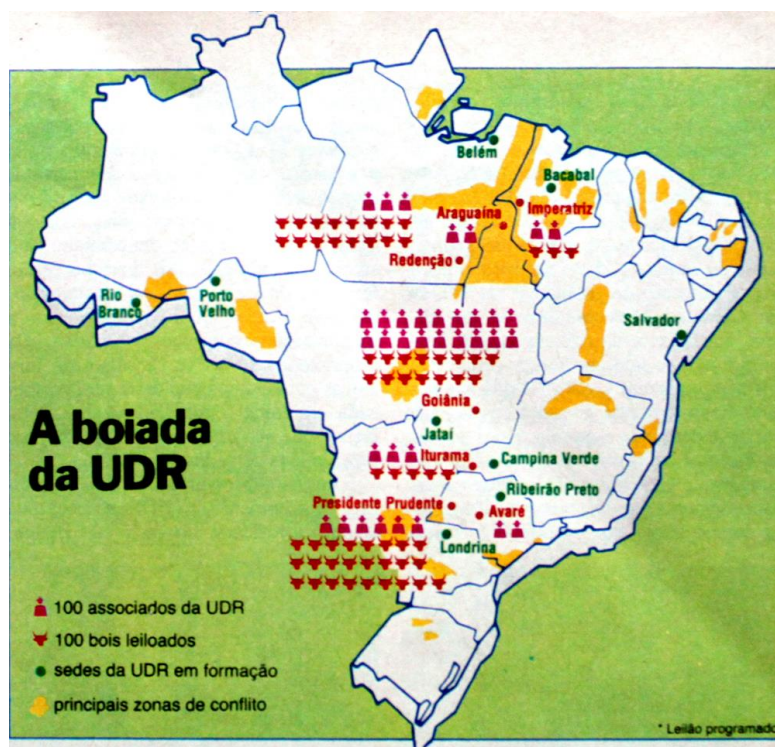 Belém
Bacabal
Araguaína
Imperatriz
Redenção
Rio
Branco
Porto
Velho
Salvador
Goiânia
Jataí
A boiada
da UDR
Iturama
Campina Verde
Ribeirão Preto
Presidente Prudente
Avaré
Londrina
100 associados da UDR
100 bois leiloados
sedes da UDR em formação
principais zonas de conflito
* Leilão programado